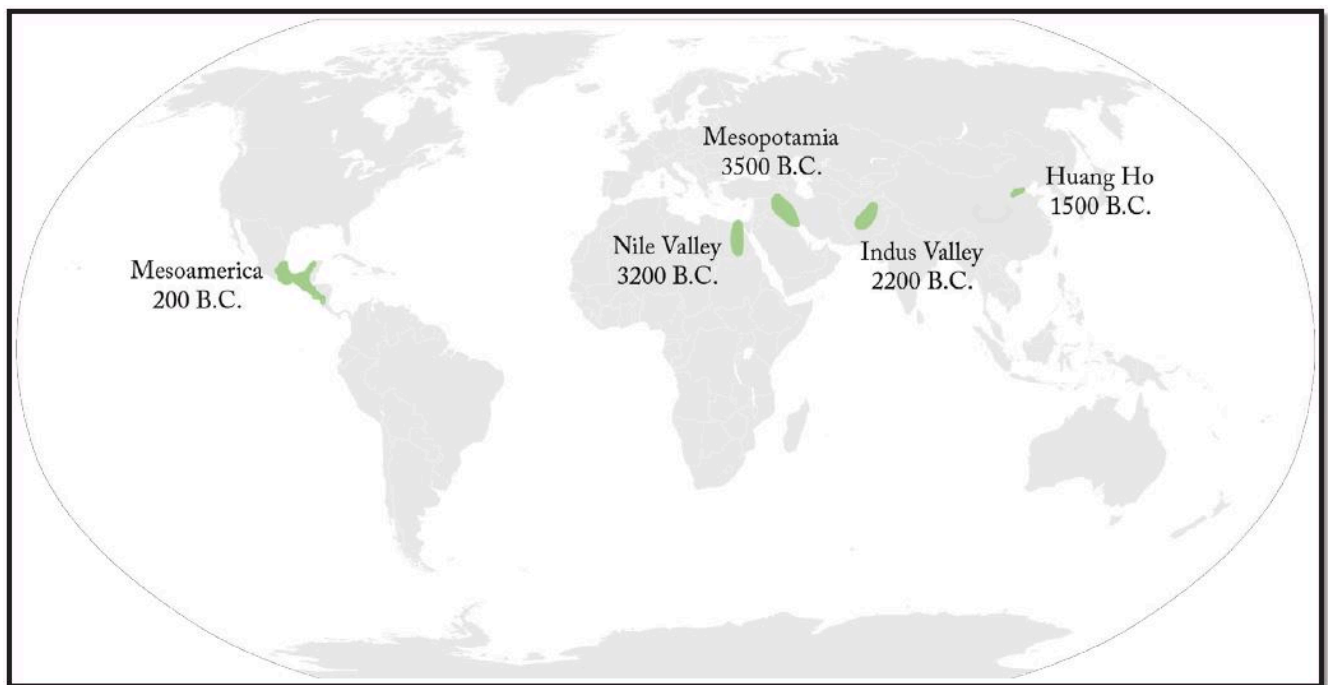 Mesopotamia
3500 B.C.
Huang Ho
1500 B.C.
Nile Valley
3200 B.C.
Indus Valley
2200 B.C.
Mesoamerica
200 B.C.